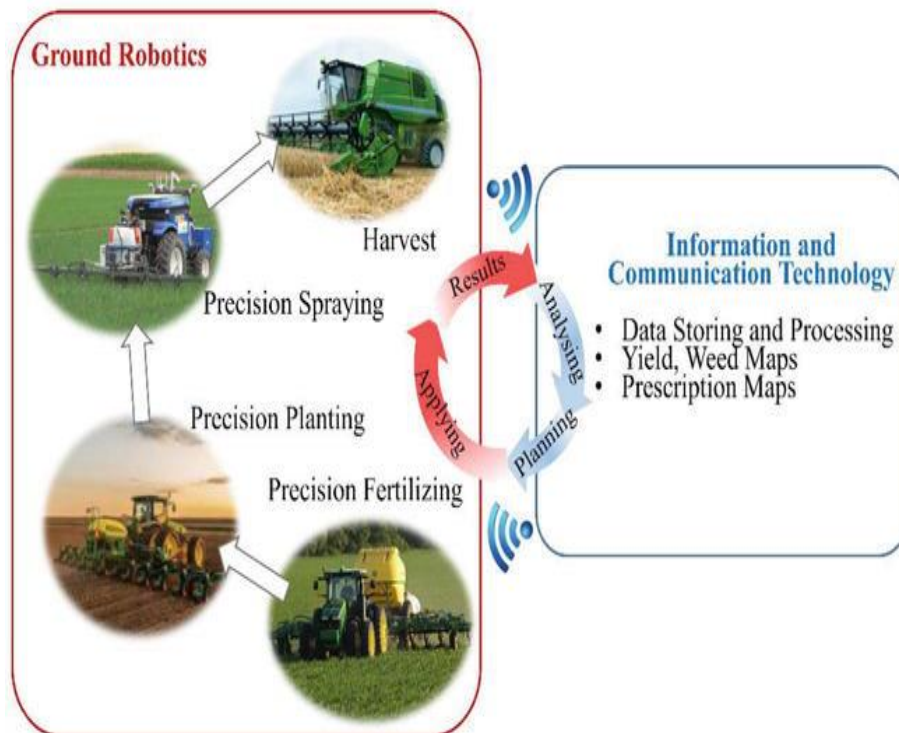 Ground Robotics
Harvest
Precision Spraying
Precision Planting
Precision Fertilizing
Results
Analysing
Planning
Applying
Information and
Communication Technology
• Data Storing and Processing
• Yield, Weed Maps
• Prescription Maps